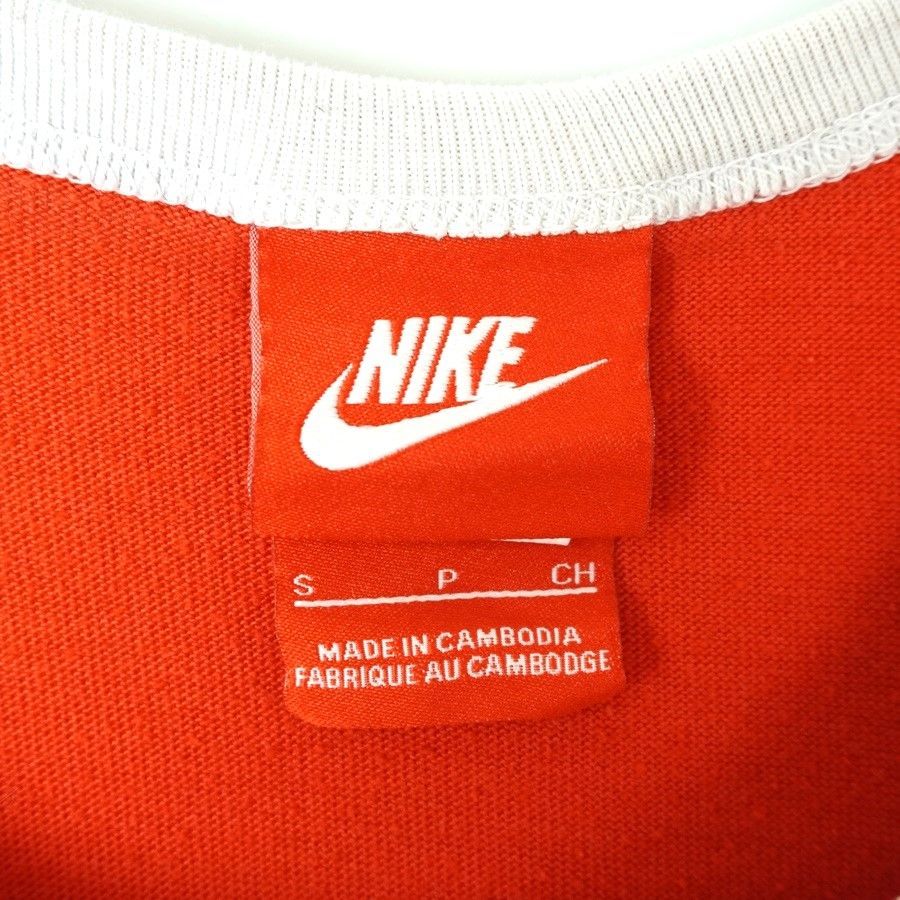 NIKE
S P CH
MADE IN CAMBODIA
FABRIQUE AU CAMBODGE